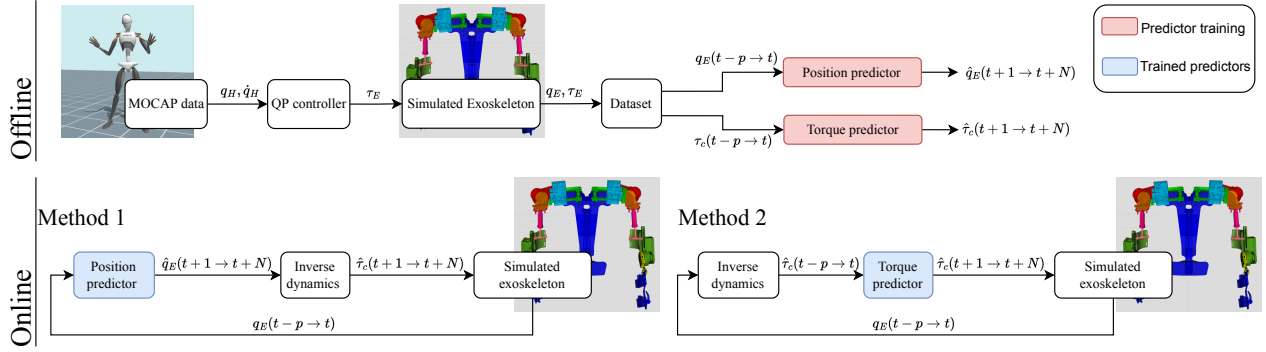 Offline
MOCAP data
q_H, q̇_H
QP controller
τ_E
Simulated Exoskeleton
q_E, τ_E
Dataset
q_E(t − p → t)
Position predictor
q̂_E(t + 1 → t + N)
τ_c(t − p → t)
Torque predictor
τ̂_c(t + 1 → t + N)
Predictor training
Trained predictors
Online
Method 1
Position
predictor
q̂_E(t + 1 → t + N)
Inverse
dynamics
τ̂_c(t + 1 → t + N)
Simulated
exoskeleton
q_E(t − p → t)
Method 2
Inverse
dynamics
τ̂_c(t − p → t)
Torque
predictor
τ̂_c(t + 1 → t + N)
Simulated
exoskeleton
q_E(t − p → t)